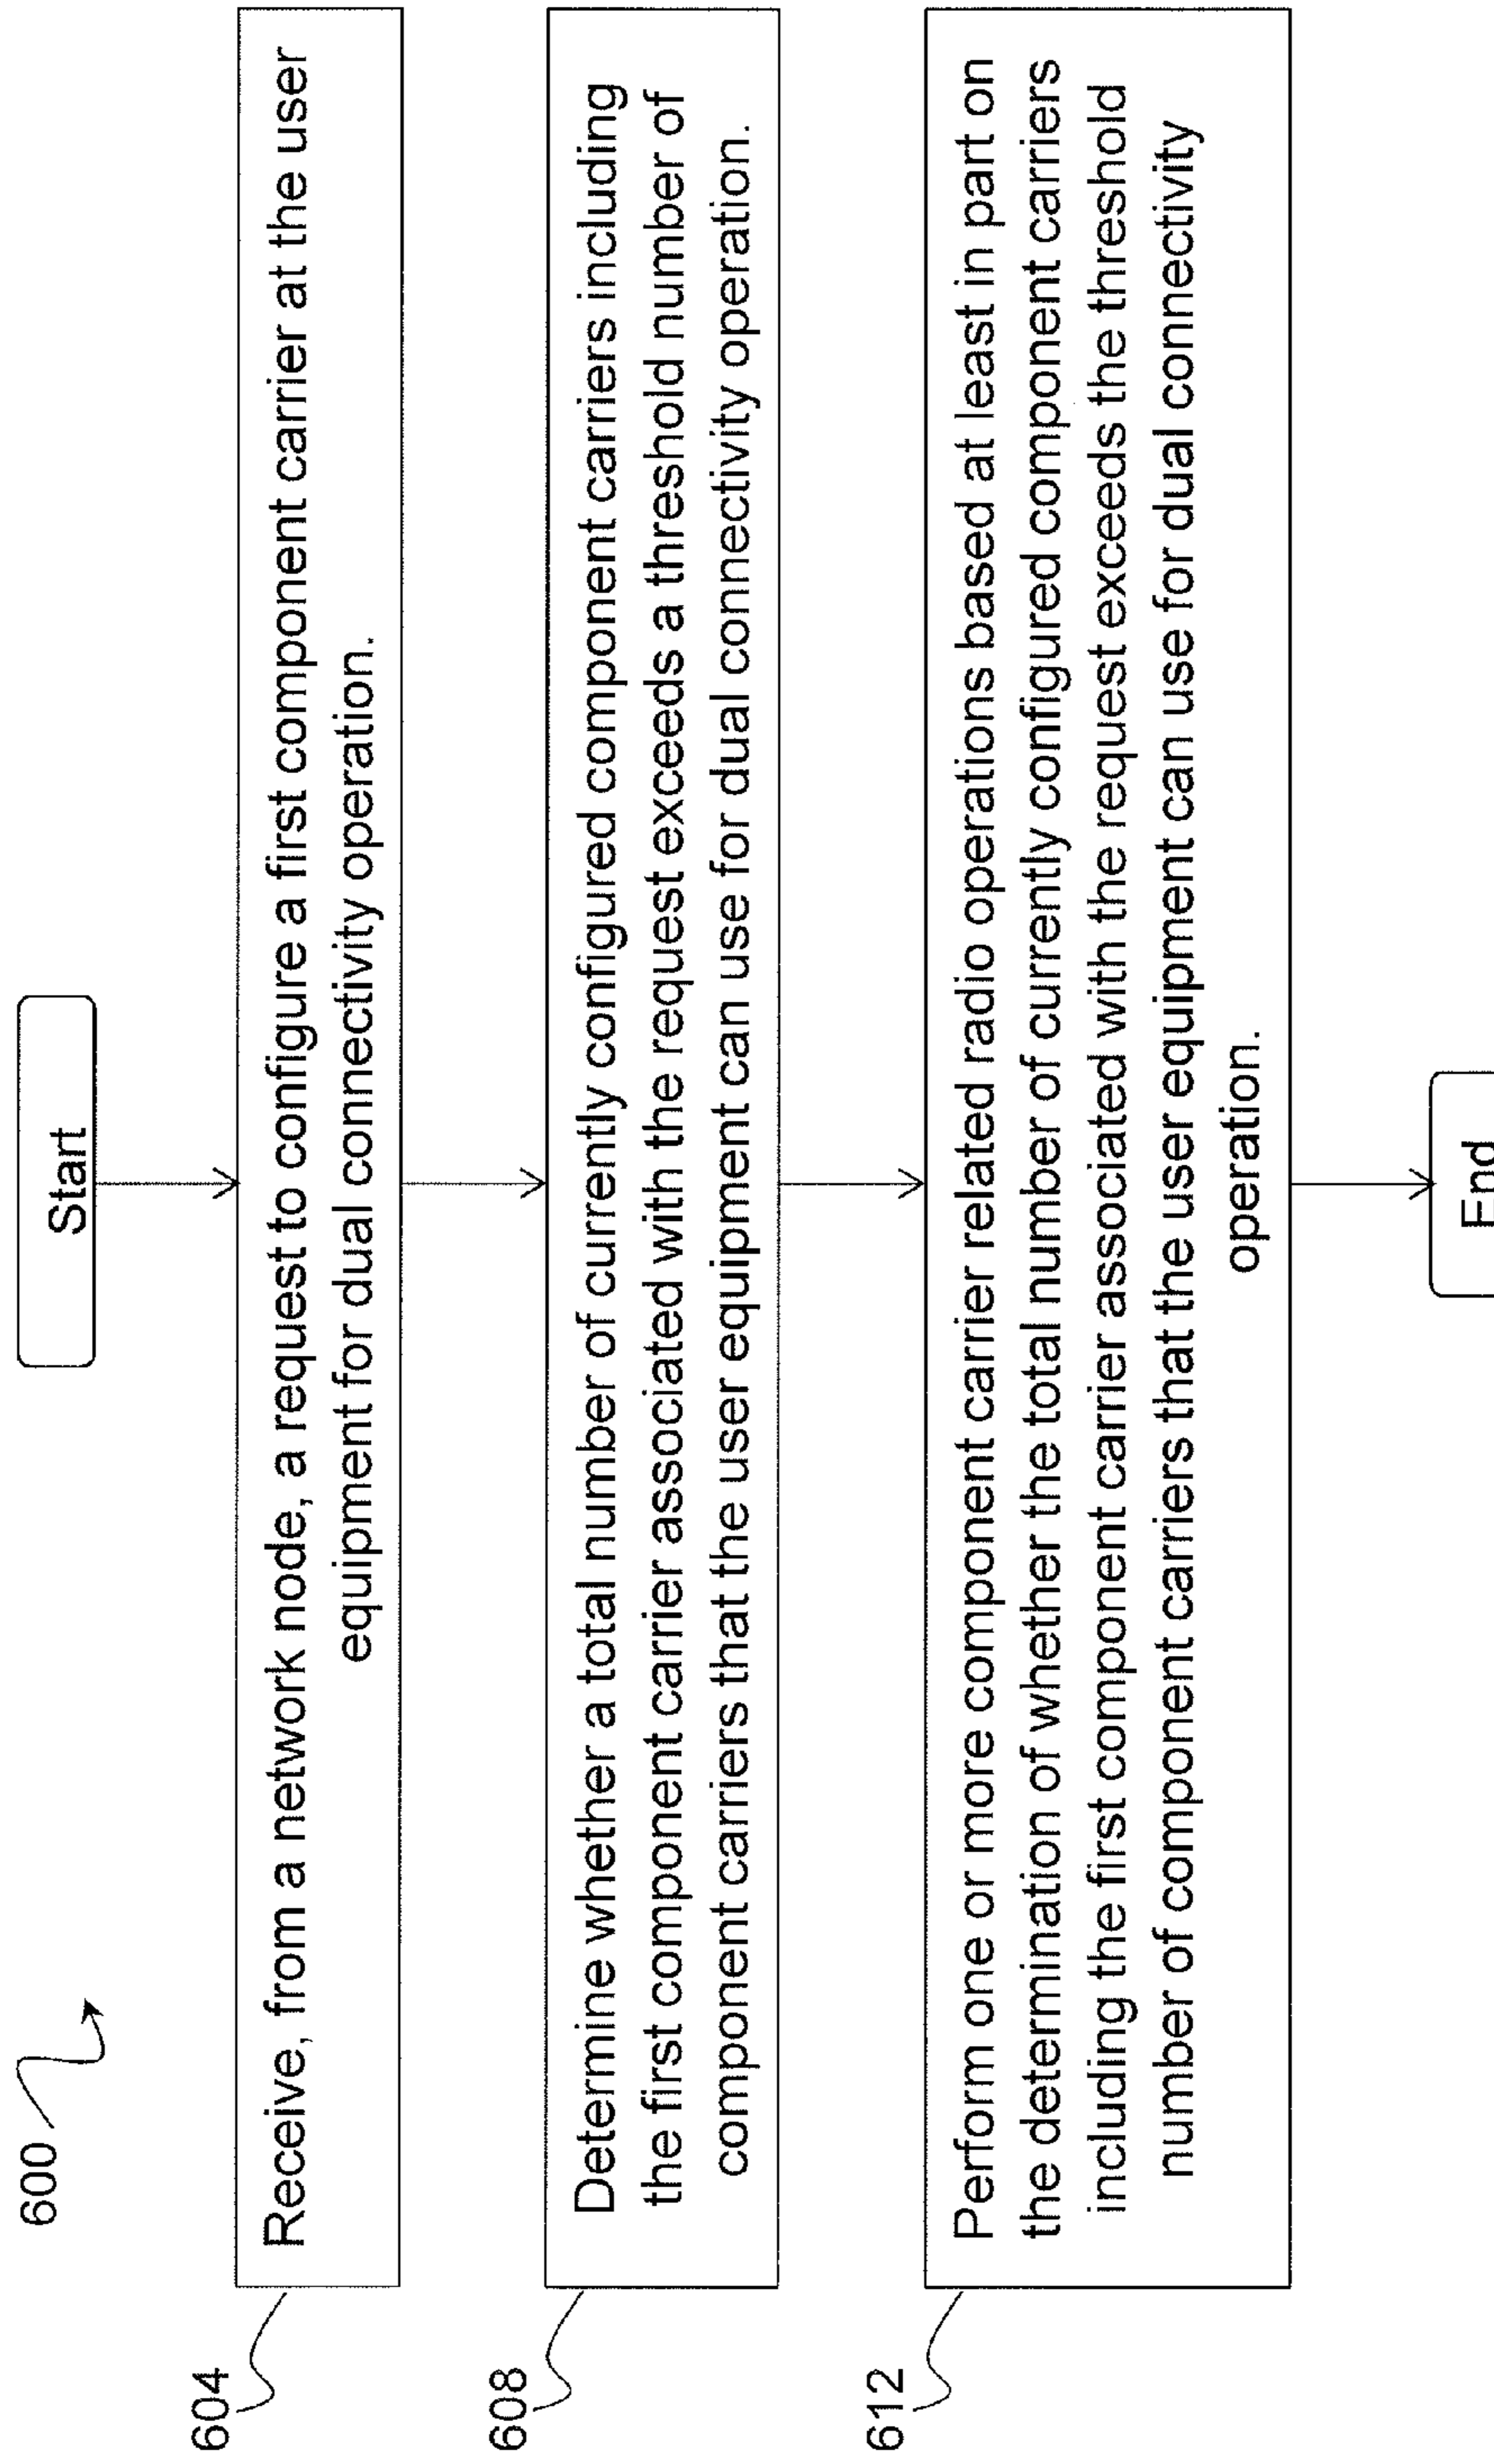 600
Start
604
Receive, from a network node, a request to configure a first component carrier at the user
equipment for dual connectivity operation.
608
Determine whether a total number of currently configured component carriers including
the first component carrier associated with the request exceeds a threshold number of
component carriers that the user equipment can use for dual connectivity operation.
612
Perform one or more component carrier related radio operations based at least in part on
the determination of whether the total number of currently configured component carriers
including the first component carrier associated with the request exceeds the threshold
number of component carriers that the user equipment can use for dual connectivity
operation.
End